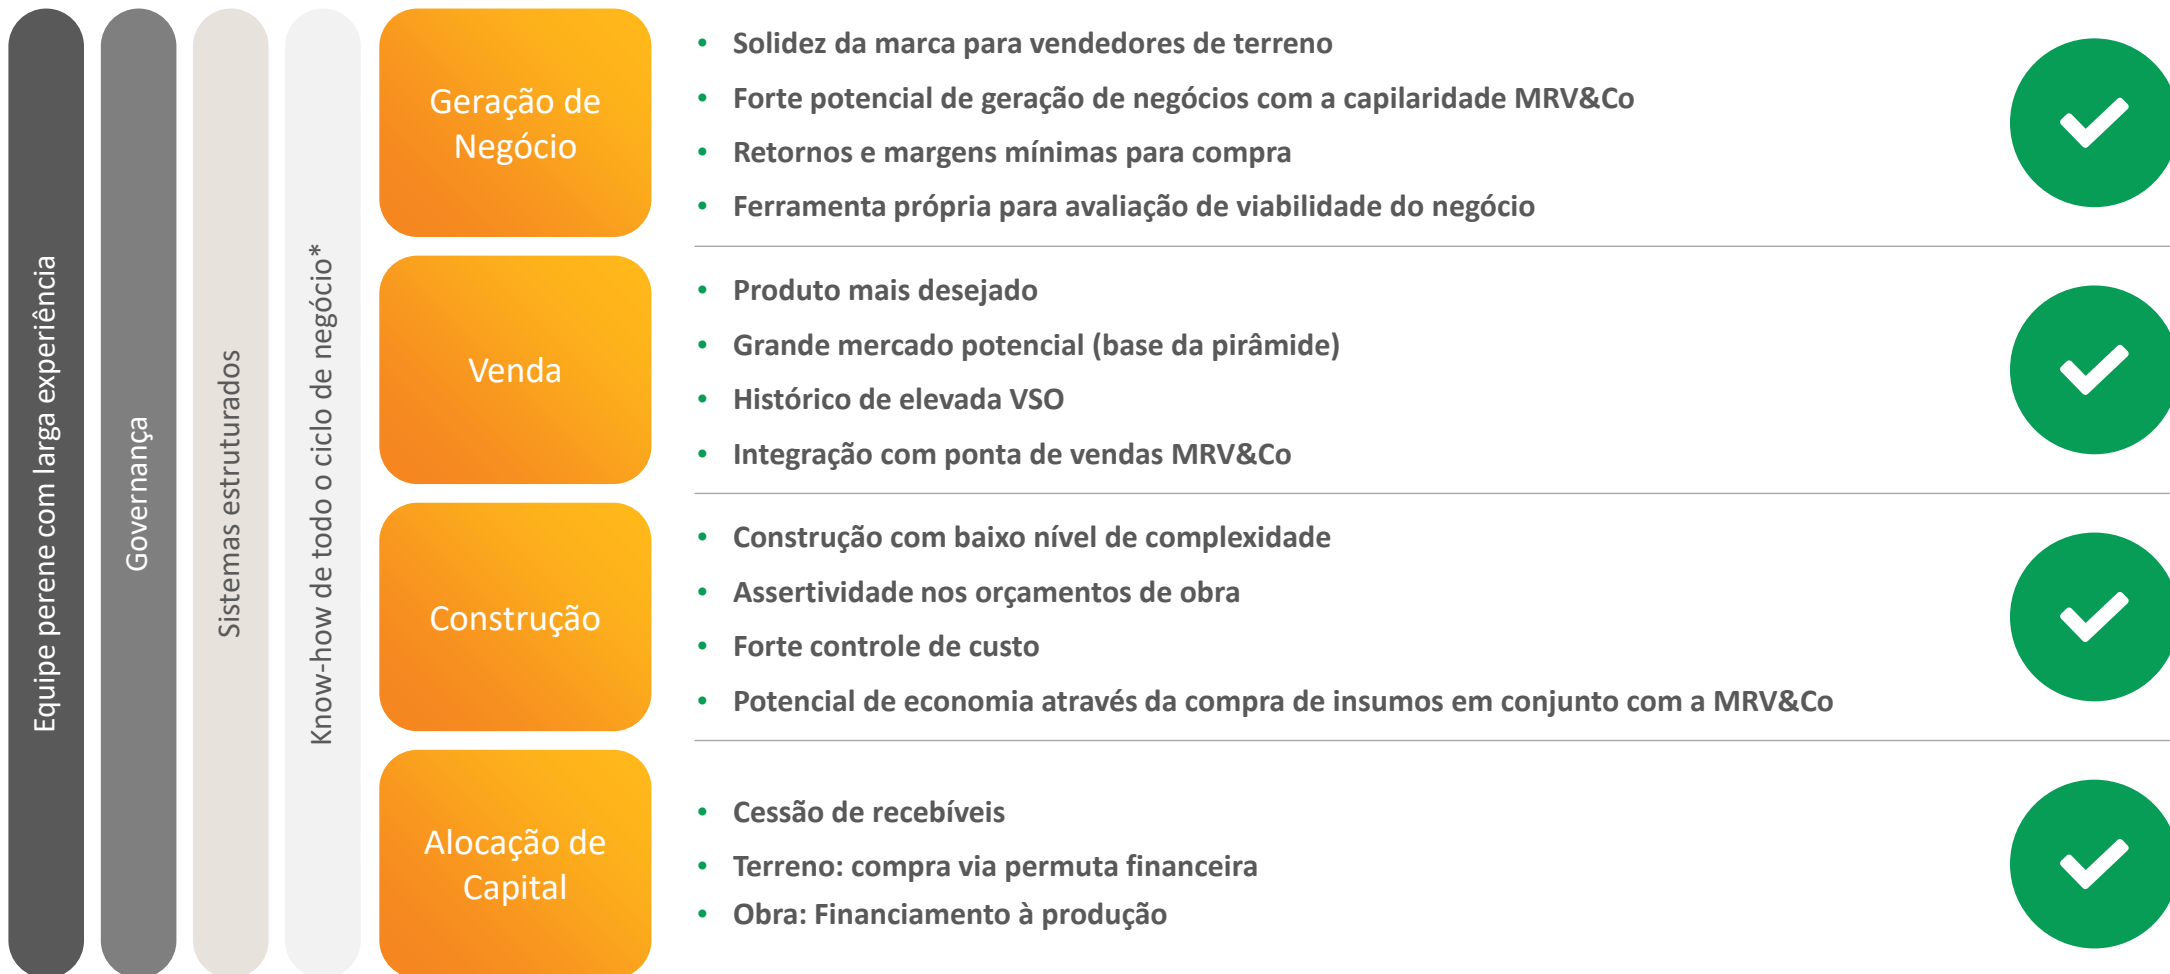 Equipe perene com larga experiência
Governança
Sistemas estruturados
Know-how de todo o ciclo de negócio*
Geração de
Negócio
• Solidez da marca para vendedores de terreno
• Forte potencial de geração de negócios com a capilaridade MRV&Co
• Retornos e margens mínimas para compra
• Ferramenta própria para avaliação de viabilidade do negócio
Venda
• Produto mais desejado
• Grande mercado potencial (base da pirâmide)
• Histórico de elevada VSO
• Integração com ponta de vendas MRV&Co
Construção
• Construção com baixo nível de complexidade
• Assertividade nos orçamentos de obra
• Forte controle de custo
• Potencial de economia através da compra de insumos em conjunto com a MRV&Co
Alocação de
Capital
• Cessão de recebíveis
• Terreno: compra via permuta financeira
• Obra: Financiamento à produção